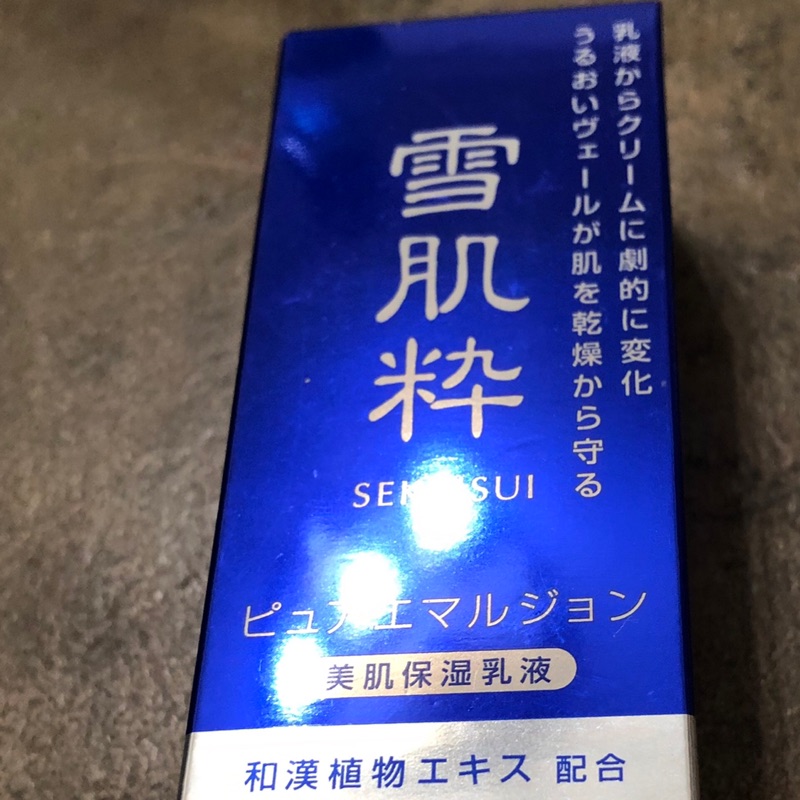 乳液からクリームに劇的に変化
うるおいヴェールが肌を乾燥から守る
雪肌粋
SEKKISUI
ピュアエマルジョン
美肌保湿乳液
和漢植物エキス 配合